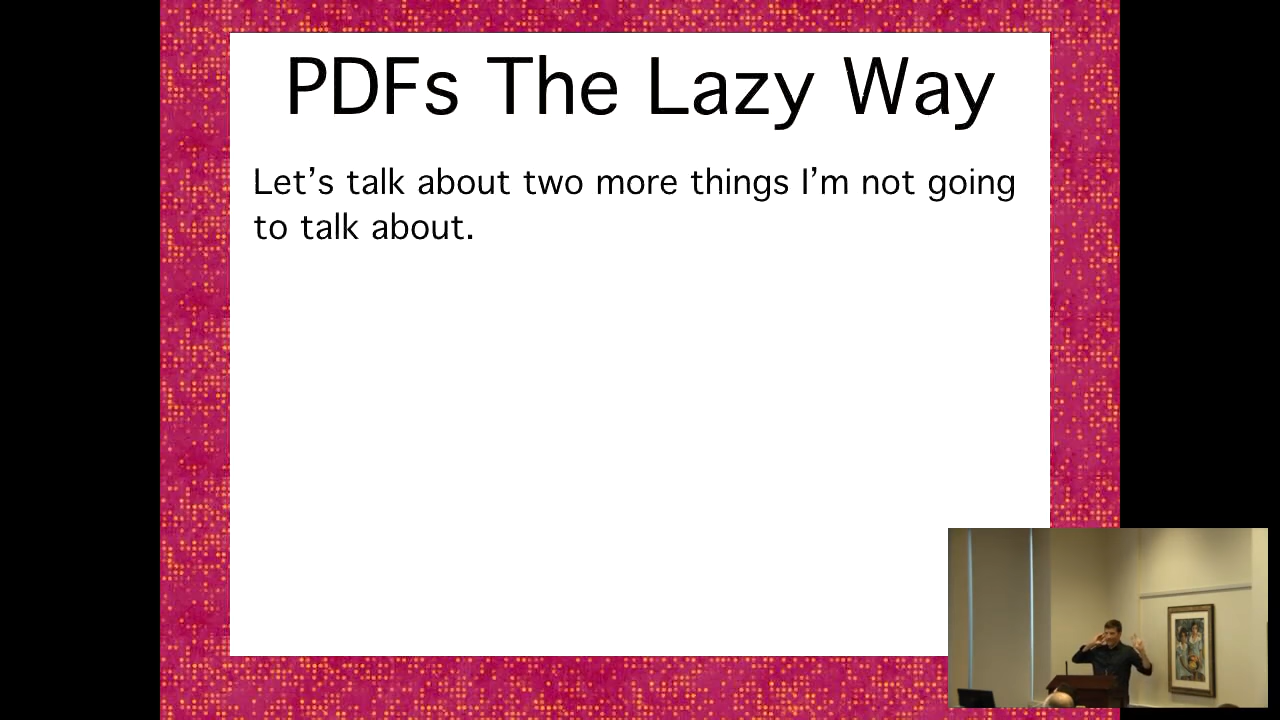 PDFs The Lazy Way
Let’s talk about two more things I’m not going
to talk about.